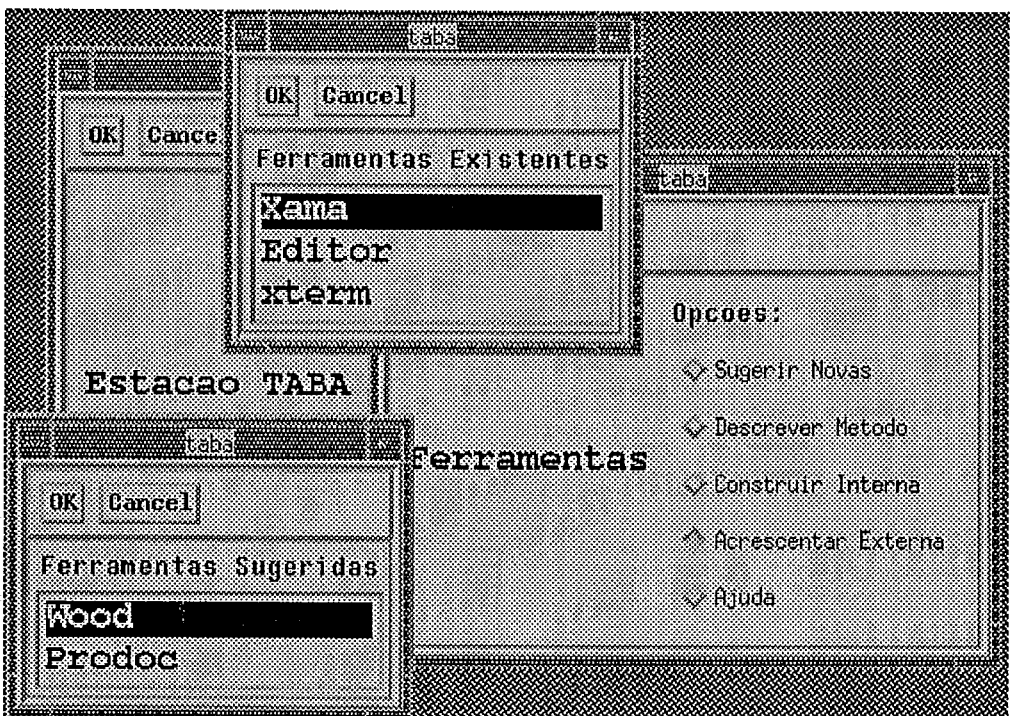 taba
OK Cancel
Ferramentas Existentes
Xama
Editor
xterm
OK Cance
Estacao TABA
taba
Opcoes:
Sugerir Novas
Descrever Metodo
Construir Interna
Acrescentar Externa
Ajuda
Ferramentas
taba
OK Cancel
Ferramentas Sugeridas
Wood
Prodoc